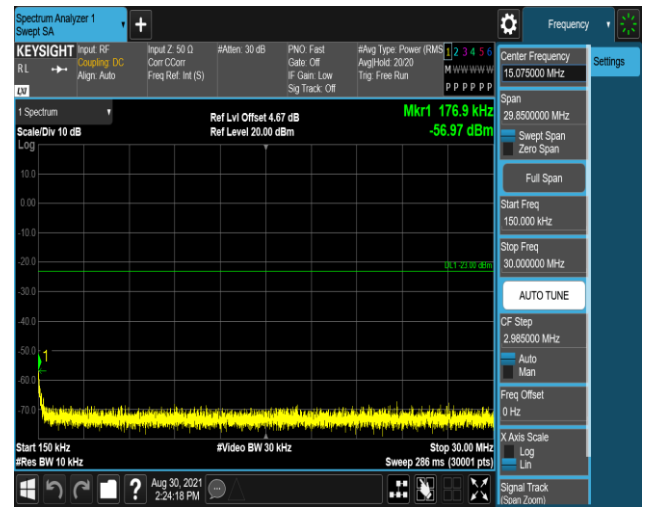 Spectrum Analyzer 1
Swept SA
Frequency
KEYSIGHT
RL
LXI
Input: RF
Coupling: DC
Align: Auto
Input Z: 50 Ω
Corr CCorr
Freq Ref: Int (S)
#Atten: 30 dB
PNO: Fast
Gate: Off
IF Gain: Low
Sig Track: Off
#Avg Type: Power (RMS
Avg|Hold: 20/20
Trig: Free Run
1 2 3 4 5 6
M W W W W W
P P P P P P
Settings
Center Frequency
15.075000 MHz
Span
29.8500000 MHz
Swept Span
Zero Span
Full Span
Start Freq
150.000 kHz
Stop Freq
30.000000 MHz
AUTO TUNE
CF Step
2.985000 MHz
Auto
Man
Freq Offset
0 Hz
X Axis Scale
Log
Lin
Signal Track
(Span Zoom)
1 Spectrum
Scale/Div 10 dB
Log
Ref Lvl Offset 4.67 dB
Ref Level 20.00 dBm
Mkr1 176.9 kHz
-56.97 dBm
10.0
0.00
-10.0
-20.0
DL1 -23.00 dBm
-30.0
-40.0
-50.0
1
-60.0
-70.0
Start 150 kHz
#Video BW 30 kHz
Stop 30.00 MHz
#Res BW 10 kHz
Sweep 286 ms (30001 pts)
?
Aug 30, 2021
2:24:18 PM